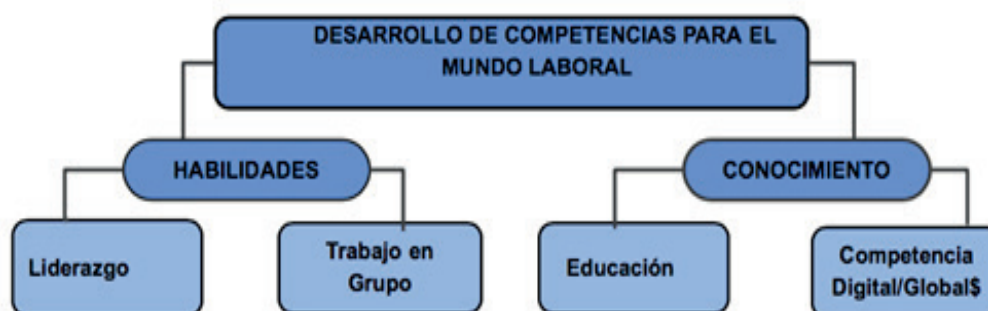 DESARROLLO DE COMPETENCIAS PARA EL
MUNDO LABORAL
HABILIDADES
CONOCIMIENTO
Liderazgo
Trabajo en
Grupo
Educación
Competencia
Digital/Global$